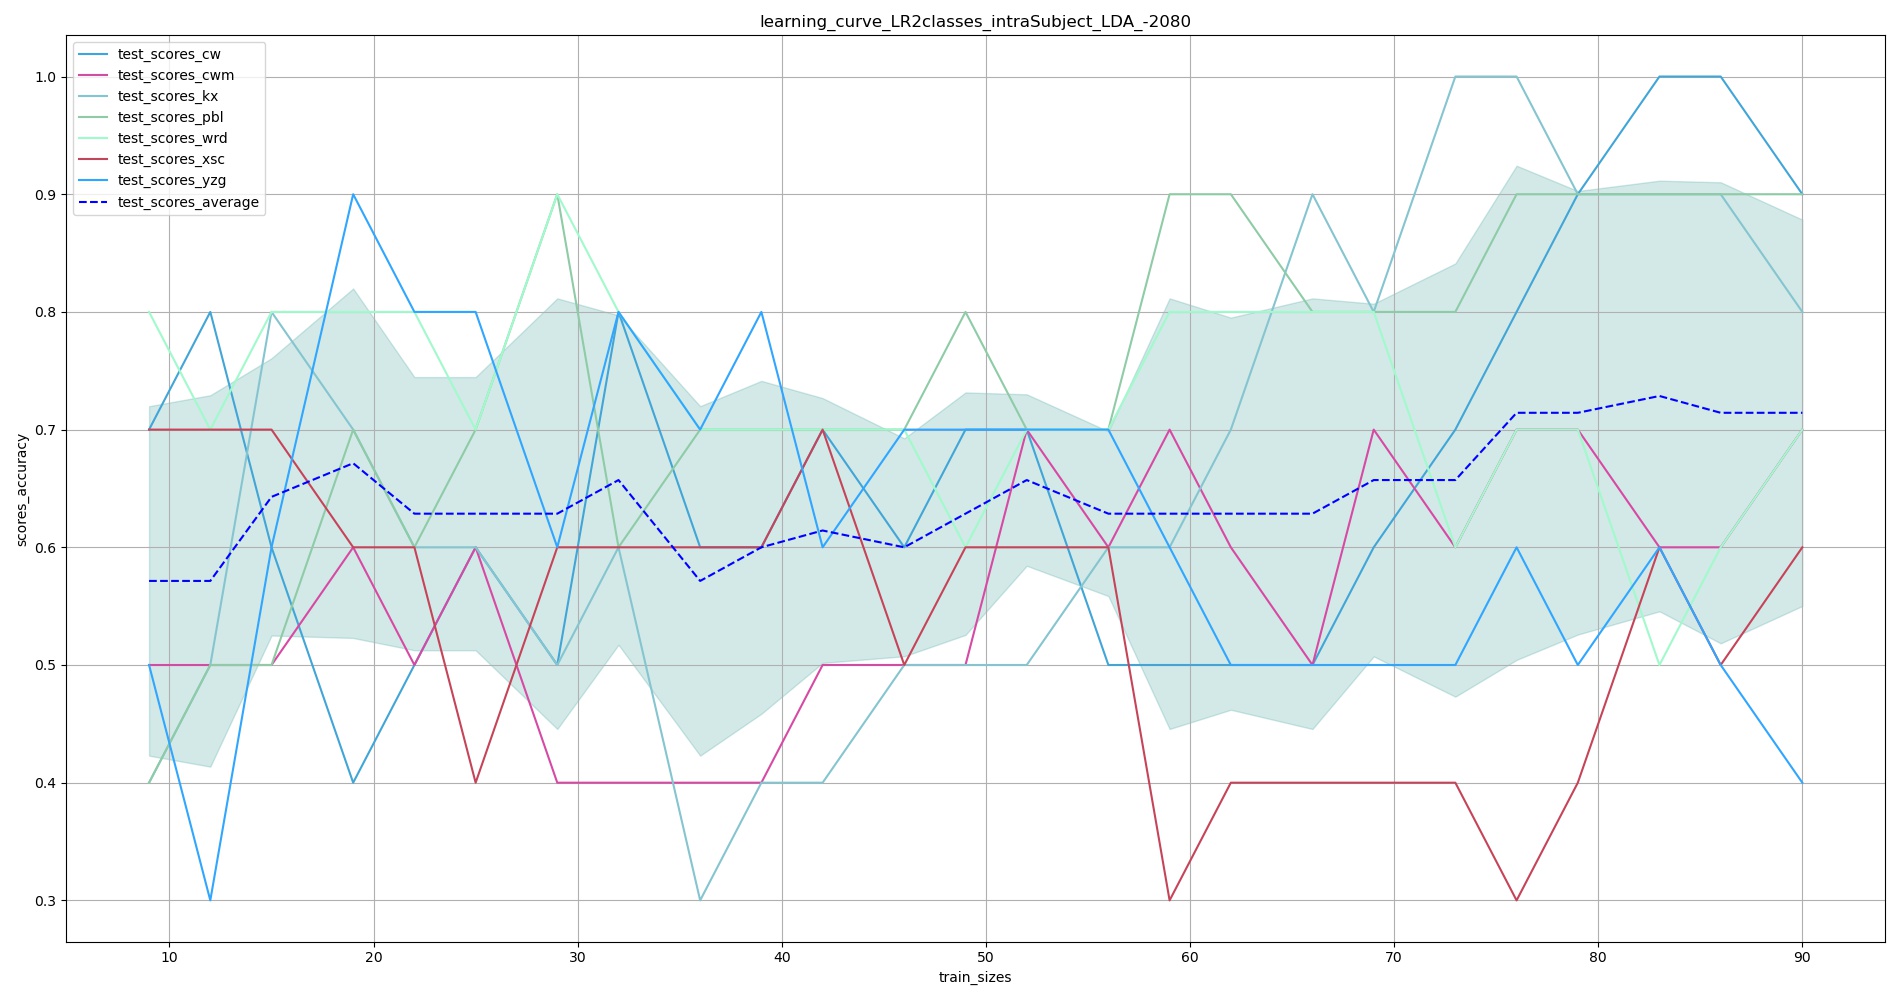 learning_curve_LR2classes_intraSubject_LDA_-2080
test_scores_cw
test_scores_cwm
test_scores_kx
test_scores_pbl
test_scores_wrd
test_scores_xsc
test_scores_yzg
test_scores_average
scores_accuracy
1.0
0.9
0.8
0.7
0.6
0.5
0.4
0.3
10 20 30 40 50 60 70 80 90
train_sizes